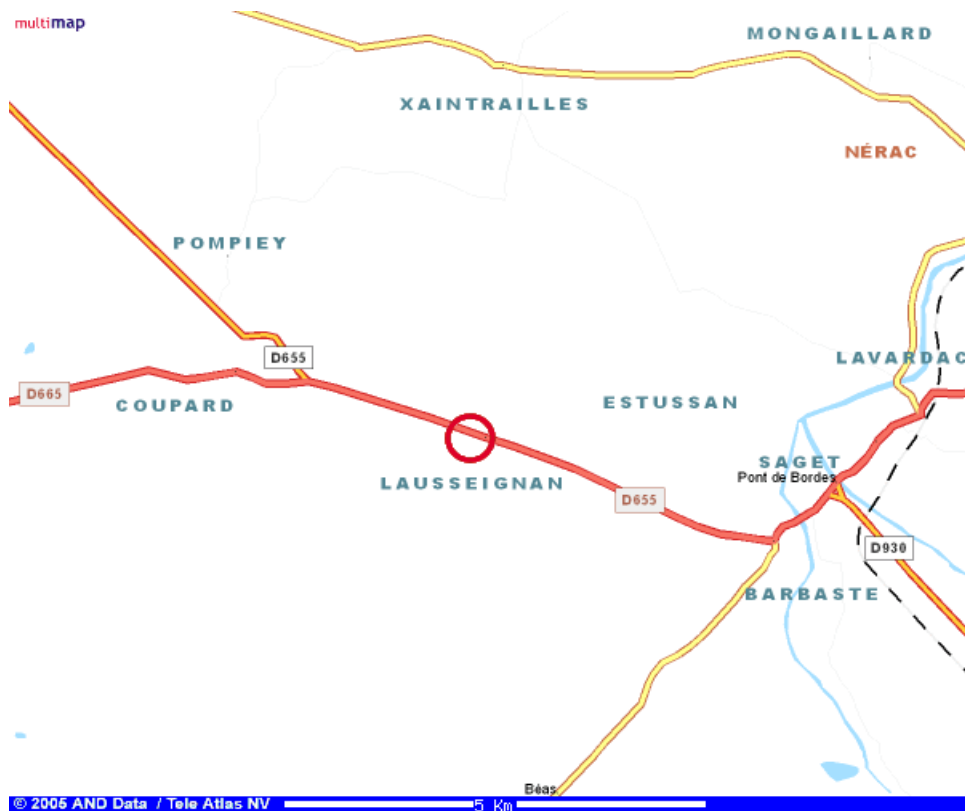 multimap
MONGAILLARD
XAINTRAILLES
NÉRAC
POMPIEY
D655
LAVARDAC
D665
COUPARD
ESTUSSAN
SAGET
LAUSSEIGNAN
Pont de Bordes
D655
D930
BARBASTE
Béas
© 2005 AND Data / Tele Atlas NV 5 Km